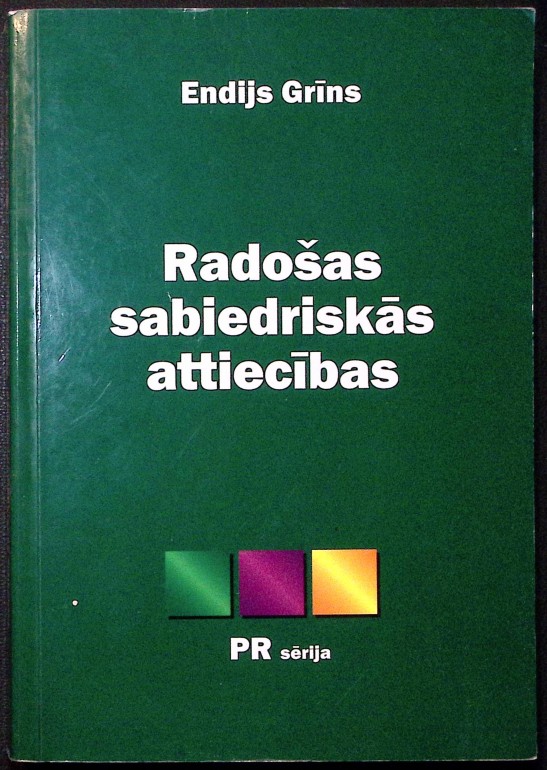 Endijs Grīns
Radošas
sabiedriskās
attiecības
PR sērija